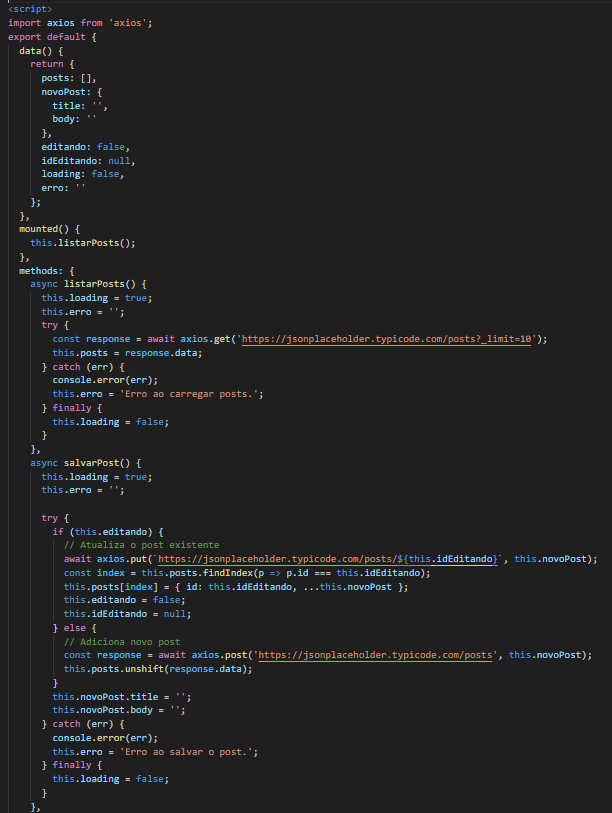 <script>
import axios from 'axios';
export default {
  data() {
    return {
      posts: [],
      novoPost: {
        title: '',
        body: ''
      },
      editando: false,
      idEditando: null,
      loading: false,
      erro: ''
    };
  },
  mounted() {
    this.listarPosts();
  },
  methods: {
    async listarPosts() {
      this.loading = true;
      this.erro = '';
      try {
        const response = await axios.get('https://jsonplaceholder.typicode.com/posts?_limit=10');
        this.posts = response.data;
      } catch (err) {
        console.error(err);
        this.erro = 'Erro ao carregar posts.';
      } finally {
        this.loading = false;
      }
    },
    async salvarPost() {
      this.loading = true;
      this.erro = '';

      try {
        if (this.editando) {
          // Atualiza o post existente
          await axios.put(`https://jsonplaceholder.typicode.com/posts/${this.idEditando}`, this.novoPost);
          const index = this.posts.findIndex(p => p.id === this.idEditando);
          this.posts[index] = { id: this.idEditando, ...this.novoPost };
          this.editando = false;
          this.idEditando = null;
        } else {
          // Adiciona novo post
          const response = await axios.post('https://jsonplaceholder.typicode.com/posts', this.novoPost);
          this.posts.unshift(response.data);
        }
        this.novoPost.title = '';
        this.novoPost.body = '';
      } catch (err) {
        console.error(err);
        this.erro = 'Erro ao salvar o post.';
      } finally {
        this.loading = false;
      }
    },